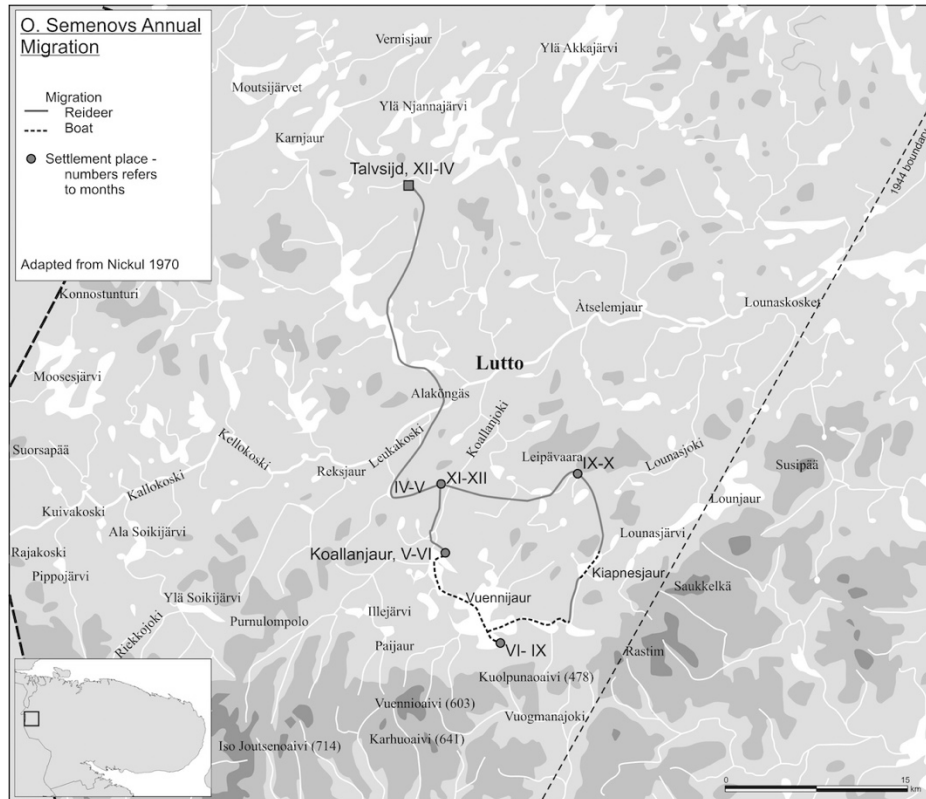 O. Semenovs Annual
Migration
Migration
Reideer
Boat
Settlement place -
numbers refers
to months
Adapted from Nickul 1970
Vernisjaur
Ylä Akkajärvi
Moutsijärvet
Ylä Njannajärvi
Karnjaur
Talvsijd, XII-IV
1944 boundary
Konnostunturi
Lounaskosket
Åtselemjaur
Lutto
Moosesjärvi
Alaköngäs
Koallanjoki
Leukakoski
Kellokoski
Suorsapää
Reksjaur
Leipävaara
IX-X
Lounasjoki
Susipää
Kallokoski
IV-V
XI-XII
Lounjaur
Kuivakoski
Ala Soikijärvi
Lounasjärvi
Rajakoski
Koallanjaur, V-VI
Pippojärvi
Kiapnesjaur
Saukkelkä
Ylä Soikijärvi
Vuennijaur
Illejärvi
Purnulompolo
Riekkojoki
Paijaur
VI- IX
Rastim
Kuolpunaoaivi (478)
Vuennioaivi (603)
Vuogmanajoki
Iso Joutsenoaivi (714)
Karhuoaivi (641)
0 15
km